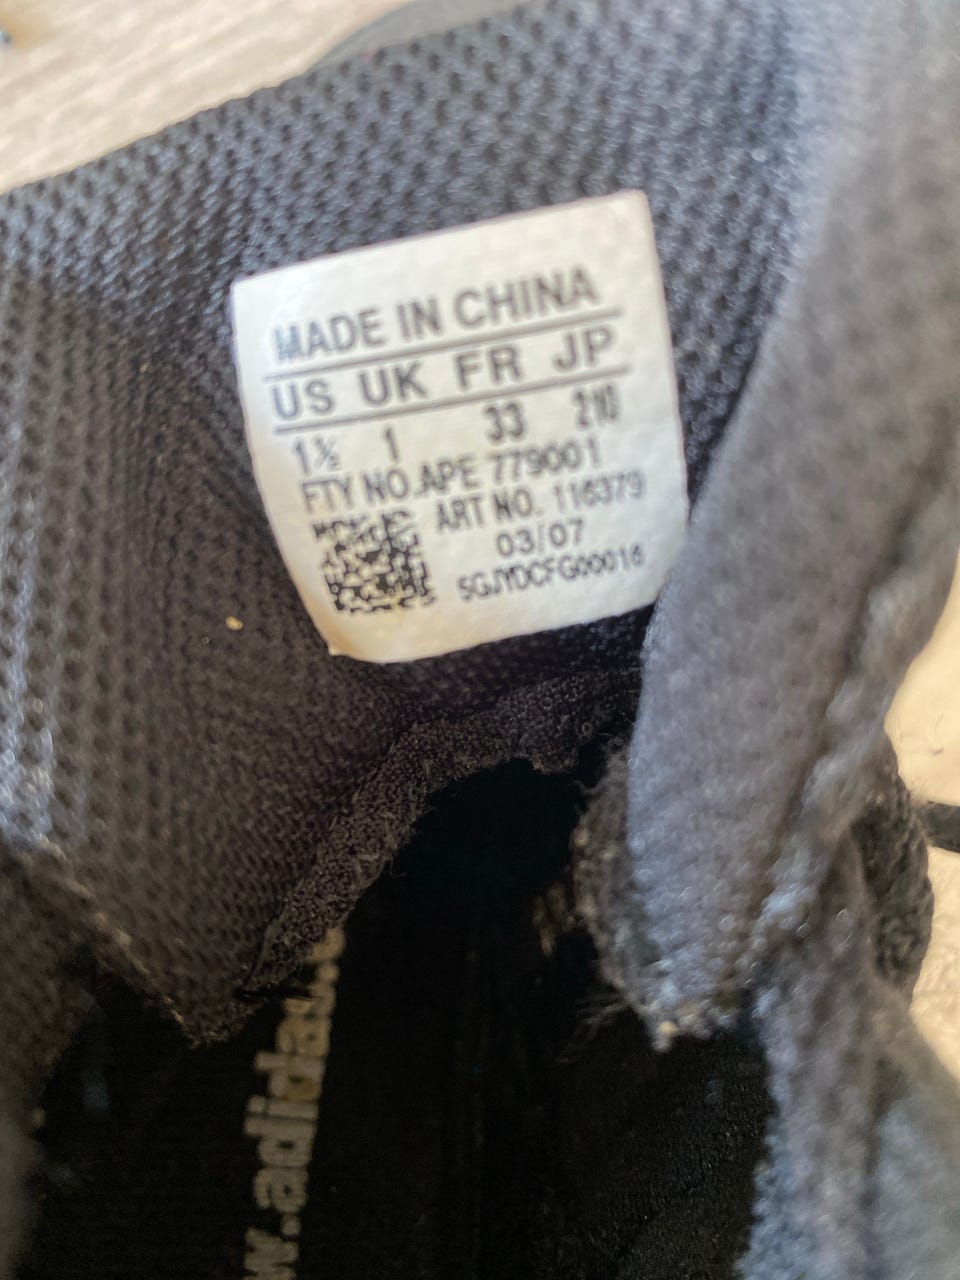 MADE IN CHINA
US UK FR JP
1½ 1 33 210
FTY NO. APE 779001
ART NO. 116379
03/07
5GJYDCFG00016
w.adidas.